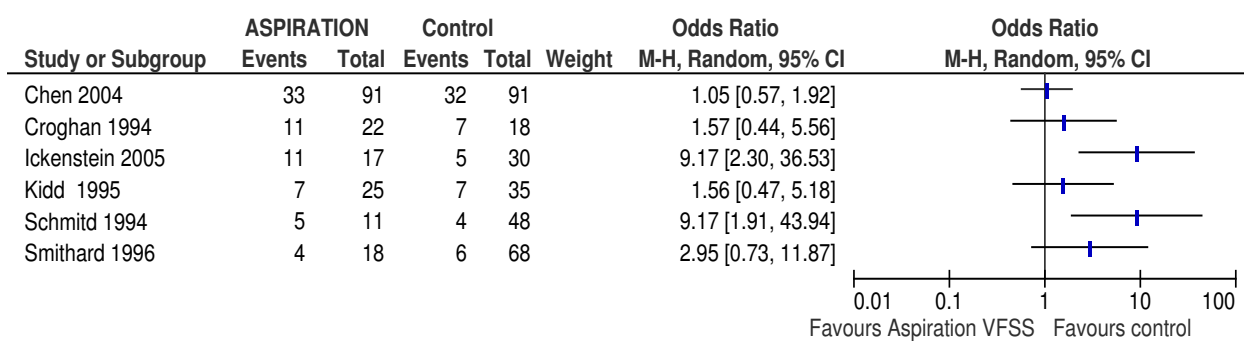 ASPIRATION Control Odds Ratio Odds Ratio
Study or Subgroup Events Total Events Total Weight M-H, Random, 95% CI M-H, Random, 95% CI
Chen 2004 33 91 32 91 1.05 [0.57, 1.92]
Croghan 1994 11 22 7 18 1.57 [0.44, 5.56]
Ickenstein 2005 11 17 5 30 9.17 [2.30, 36.53]
Kidd 1995 7 25 7 35 1.56 [0.47, 5.18]
Schmitd 1994 5 11 4 48 9.17 [1.91, 43.94]
Smithard 1996 4 18 6 68 2.95 [0.73, 11.87]
0.01 0.1 1 10 100
Favours Aspiration VFSS Favours control